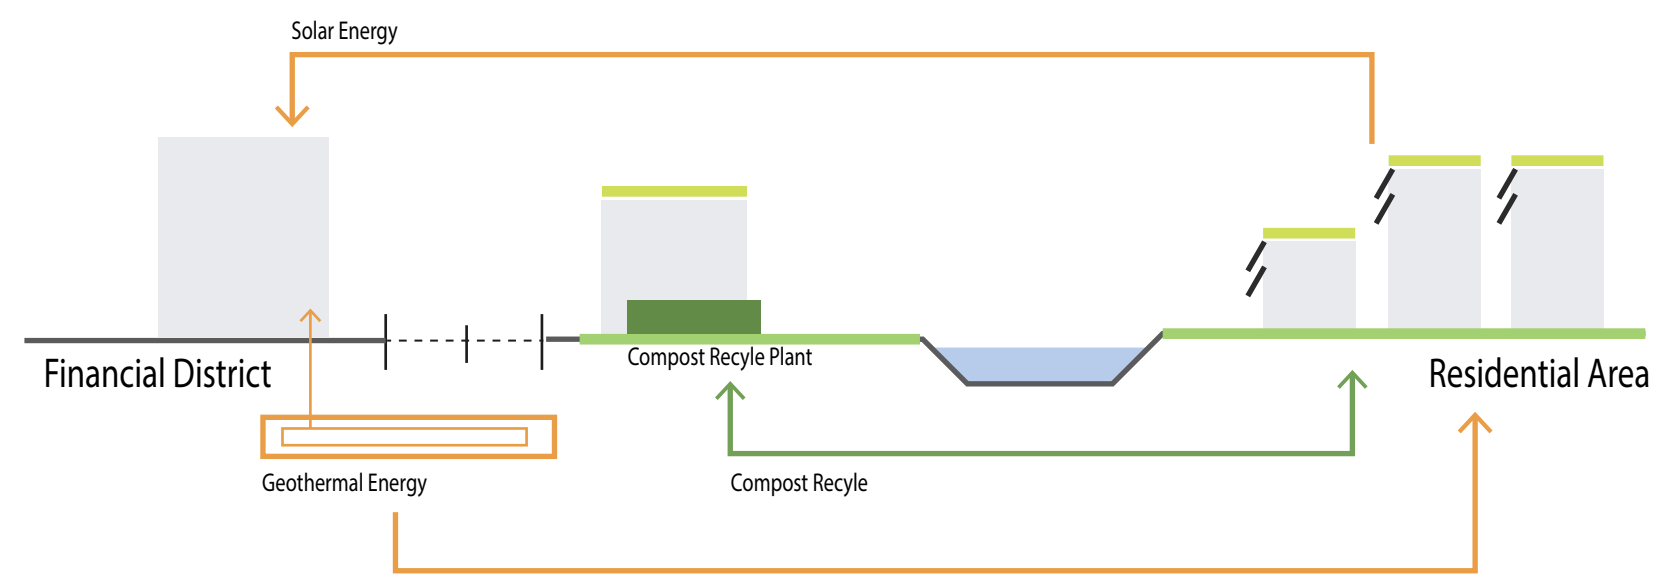 Solar Energy
Financial District
Compost Recyle Plant
Residential Area
Geothermal Energy
Compost Recyle